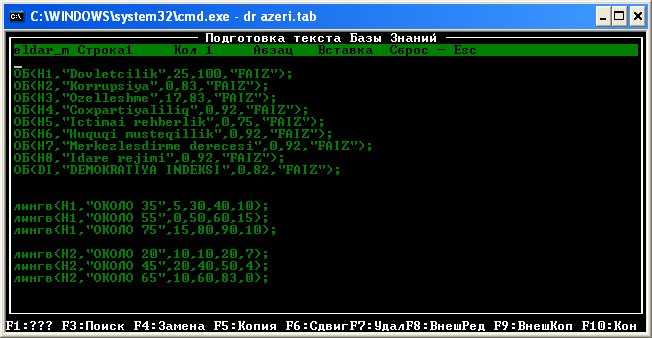 C:\WINDOWS\system32\cmd.exe - dr azeri.tab
Подготовка текста Базы Знаний
eldar_m Строка1 Кол 1 Абзац Вставка Сброс - Esc
ОБ(H1,"Dovletcilik",25,100,"FAIZ");
ОБ(H2,"Korrupsiya",0,83,"FAIZ");
ОБ(H3,"Ozelleshme",17,83,"FAIZ");
ОБ(H4,"Coxpartiyaliliq",0,92,"FAIZ");
ОБ(H5,"Ictimai rehberlik",0,75,"FAIZ");
ОБ(H6,"Huquqi musteqillik",0,92,"FAIZ");
ОБ(H7,"Merkezlesdirme derecesi",0,92,"FAIZ");
ОБ(H8,"Idare rejimi",0,92,"FAIZ");
ОБ(DI,"DEMOKRATIYA INDEKSI",0,82,"FAIZ");
лингв(H1,"ОКОЛО 35",5,30,40,10);
лингв(H1,"ОКОЛО 55",0,50,60,15);
лингв(H1,"ОКОЛО 75",15,80,90,10);
лингв(H2,"ОКОЛО 20",10,10,20,7);
лингв(H2,"ОКОЛО 45",20,40,50,4);
лингв(H2,"ОКОЛО 65",10,60,83,0);
F1:??? F3:Поиск F4:Замена F5:Копия F6:СдвигF7:УдалF8:ВнешРед F9:ВнешКоп F10:Кон